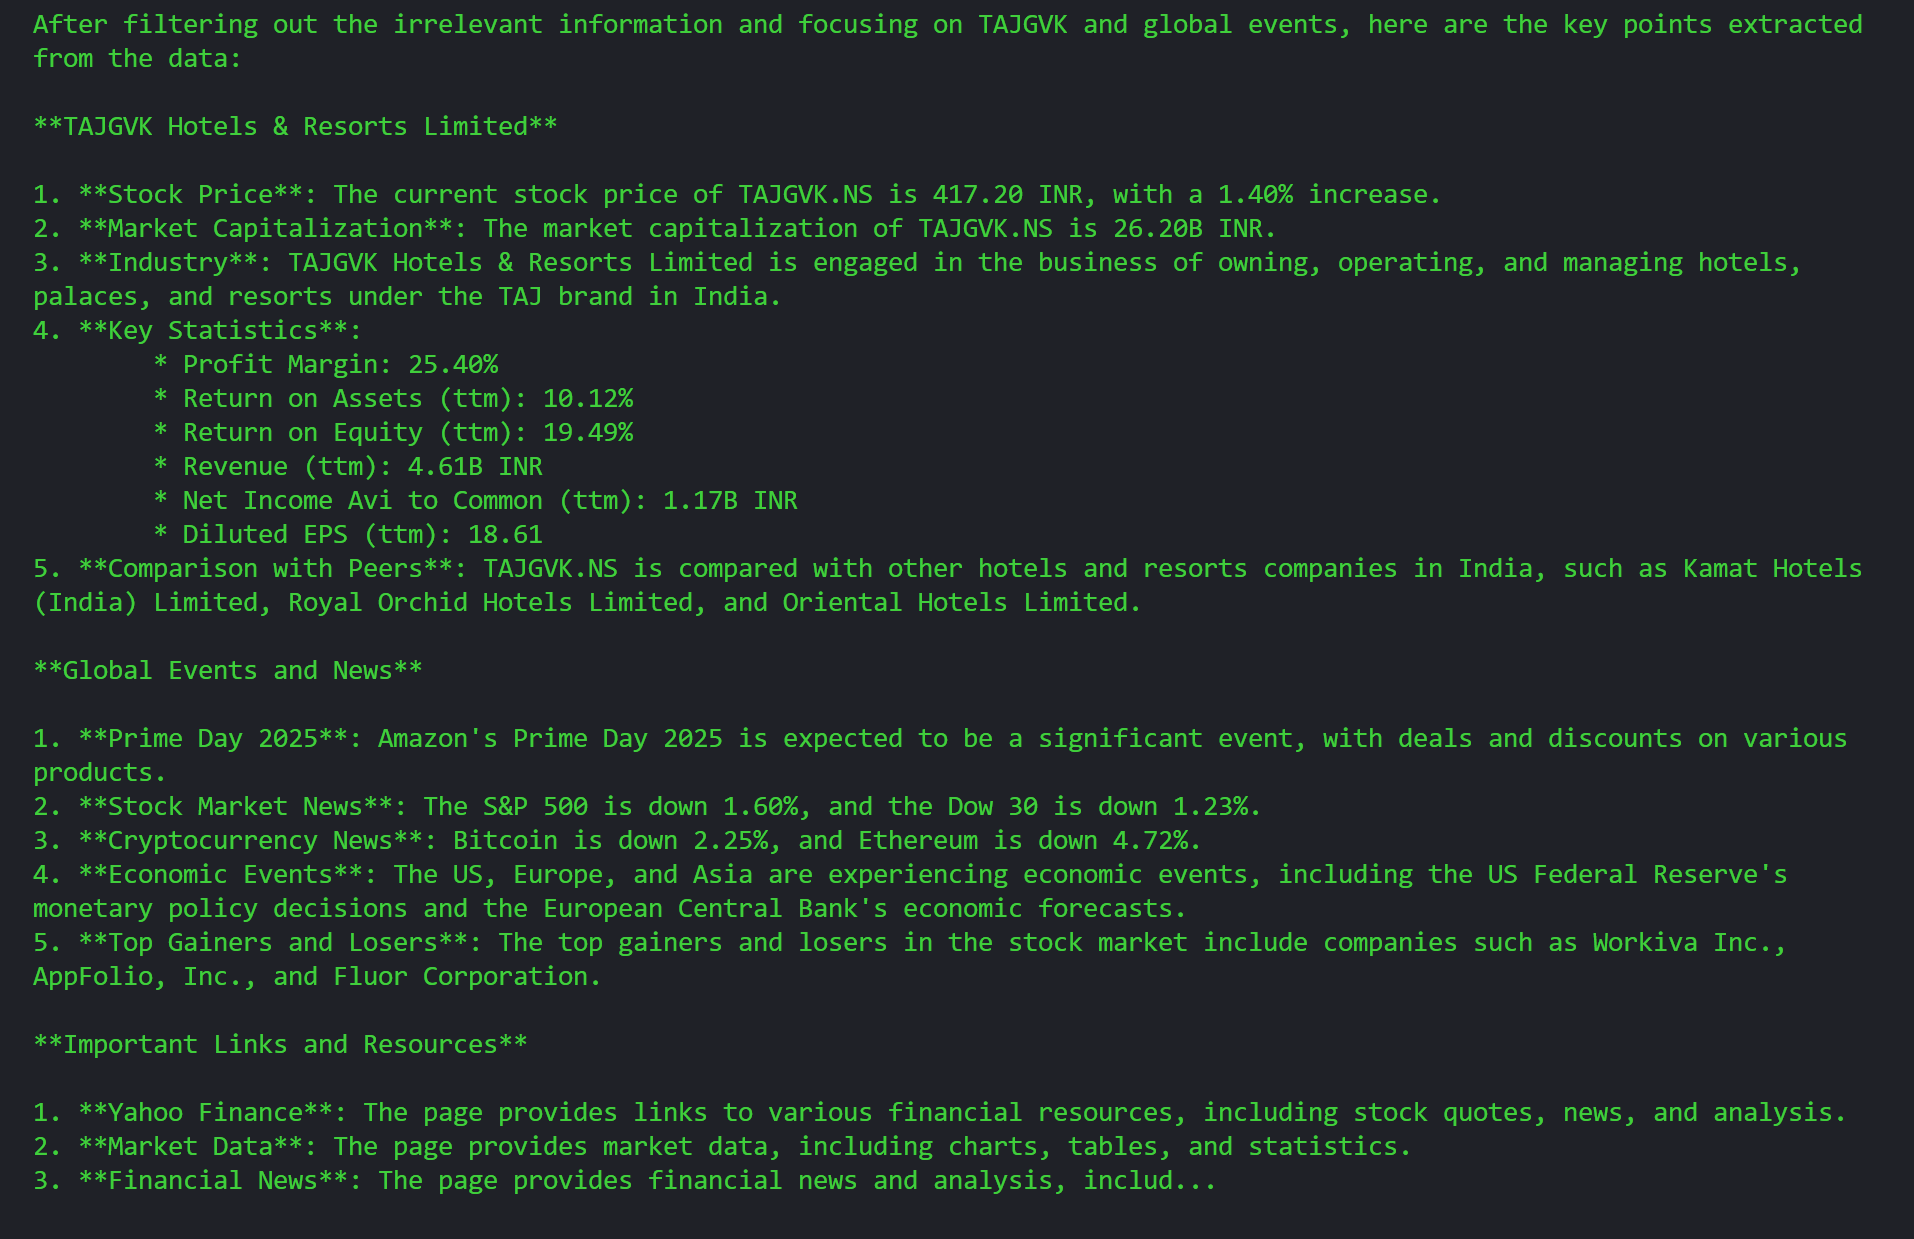 After filtering out the irrelevant information and focusing on TAJGVK and global events, here are the key points extracted
from the data:
**TAJGVK Hotels & Resorts Limited**
1. **Stock Price**: The current stock price of TAJGVK.NS is 417.20 INR, with a 1.40% increase.
2. **Market Capitalization**: The market capitalization of TAJGVK.NS is 26.20B INR.
3. **Industry**: TAJGVK Hotels & Resorts Limited is engaged in the business of owning, operating, and managing hotels,
palaces, and resorts under the TAJ brand in India.
4. **Key Statistics**:
* Profit Margin: 25.40%
* Return on Assets (ttm): 10.12%
* Return on Equity (ttm): 19.49%
* Revenue (ttm): 4.61B INR
* Net Income Avi to Common (ttm): 1.17B INR
* Diluted EPS (ttm): 18.61
5. **Comparison with Peers**: TAJGVK.NS is compared with other hotels and resorts companies in India, such as Kamat Hotels
(India) Limited, Royal Orchid Hotels Limited, and Oriental Hotels Limited.
**Global Events and News**
1. **Prime Day 2025**: Amazon's Prime Day 2025 is expected to be a significant event, with deals and discounts on various
products.
2. **Stock Market News**: The S&P 500 is down 1.60%, and the Dow 30 is down 1.23%.
3. **Cryptocurrency News**: Bitcoin is down 2.25%, and Ethereum is down 4.72%.
4. **Economic Events**: The US, Europe, and Asia are experiencing economic events, including the US Federal Reserve's
monetary policy decisions and the European Central Bank's economic forecasts.
5. **Top Gainers and Losers**: The top gainers and losers in the stock market include companies such as Workiva Inc.,
AppFolio, Inc., and Fluor Corporation.
**Important Links and Resources**
1. **Yahoo Finance**: The page provides links to various financial resources, including stock quotes, news, and analysis.
2. **Market Data**: The page provides market data, including charts, tables, and statistics.
3. **Financial News**: The page provides financial news and analysis, includ...